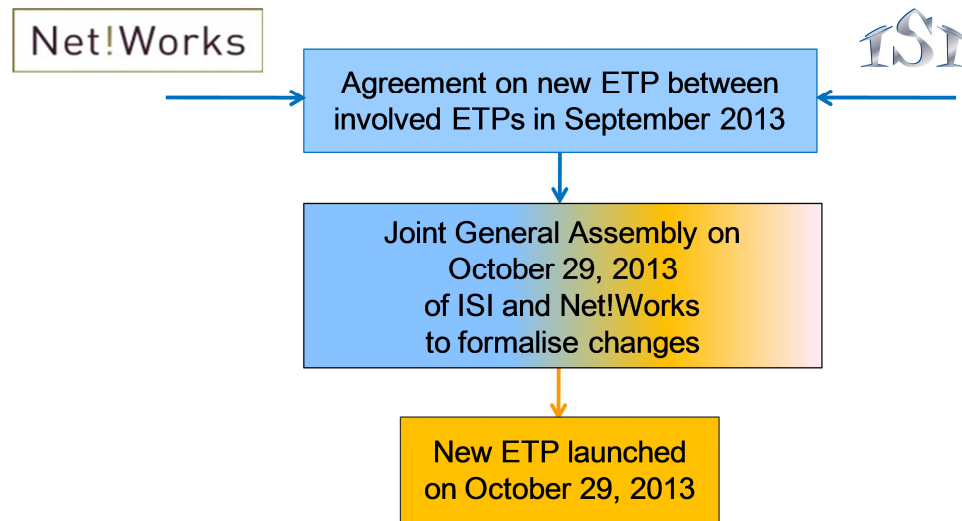 Net!Works
ISI
Agreement on new ETP between
involved ETPs in September 2013
Joint General Assembly on
October 29, 2013
of ISI and Net!Works
to formalise changes
New ETP launched
on October 29, 2013